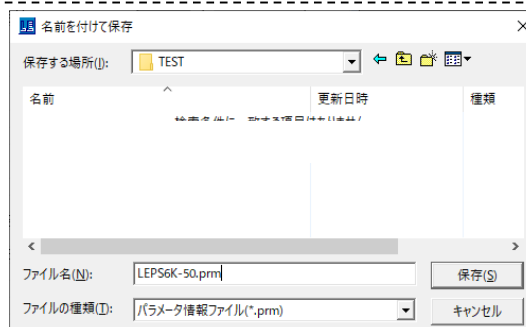 名前を付けて保存
保存する場所(I): TEST
名前 更新日時 種類
ファイル名(N): LEPS6K-50.prm 保存(S)
ファイルの種類(T): パラメータ情報ファイル(*.prm) キャンセル